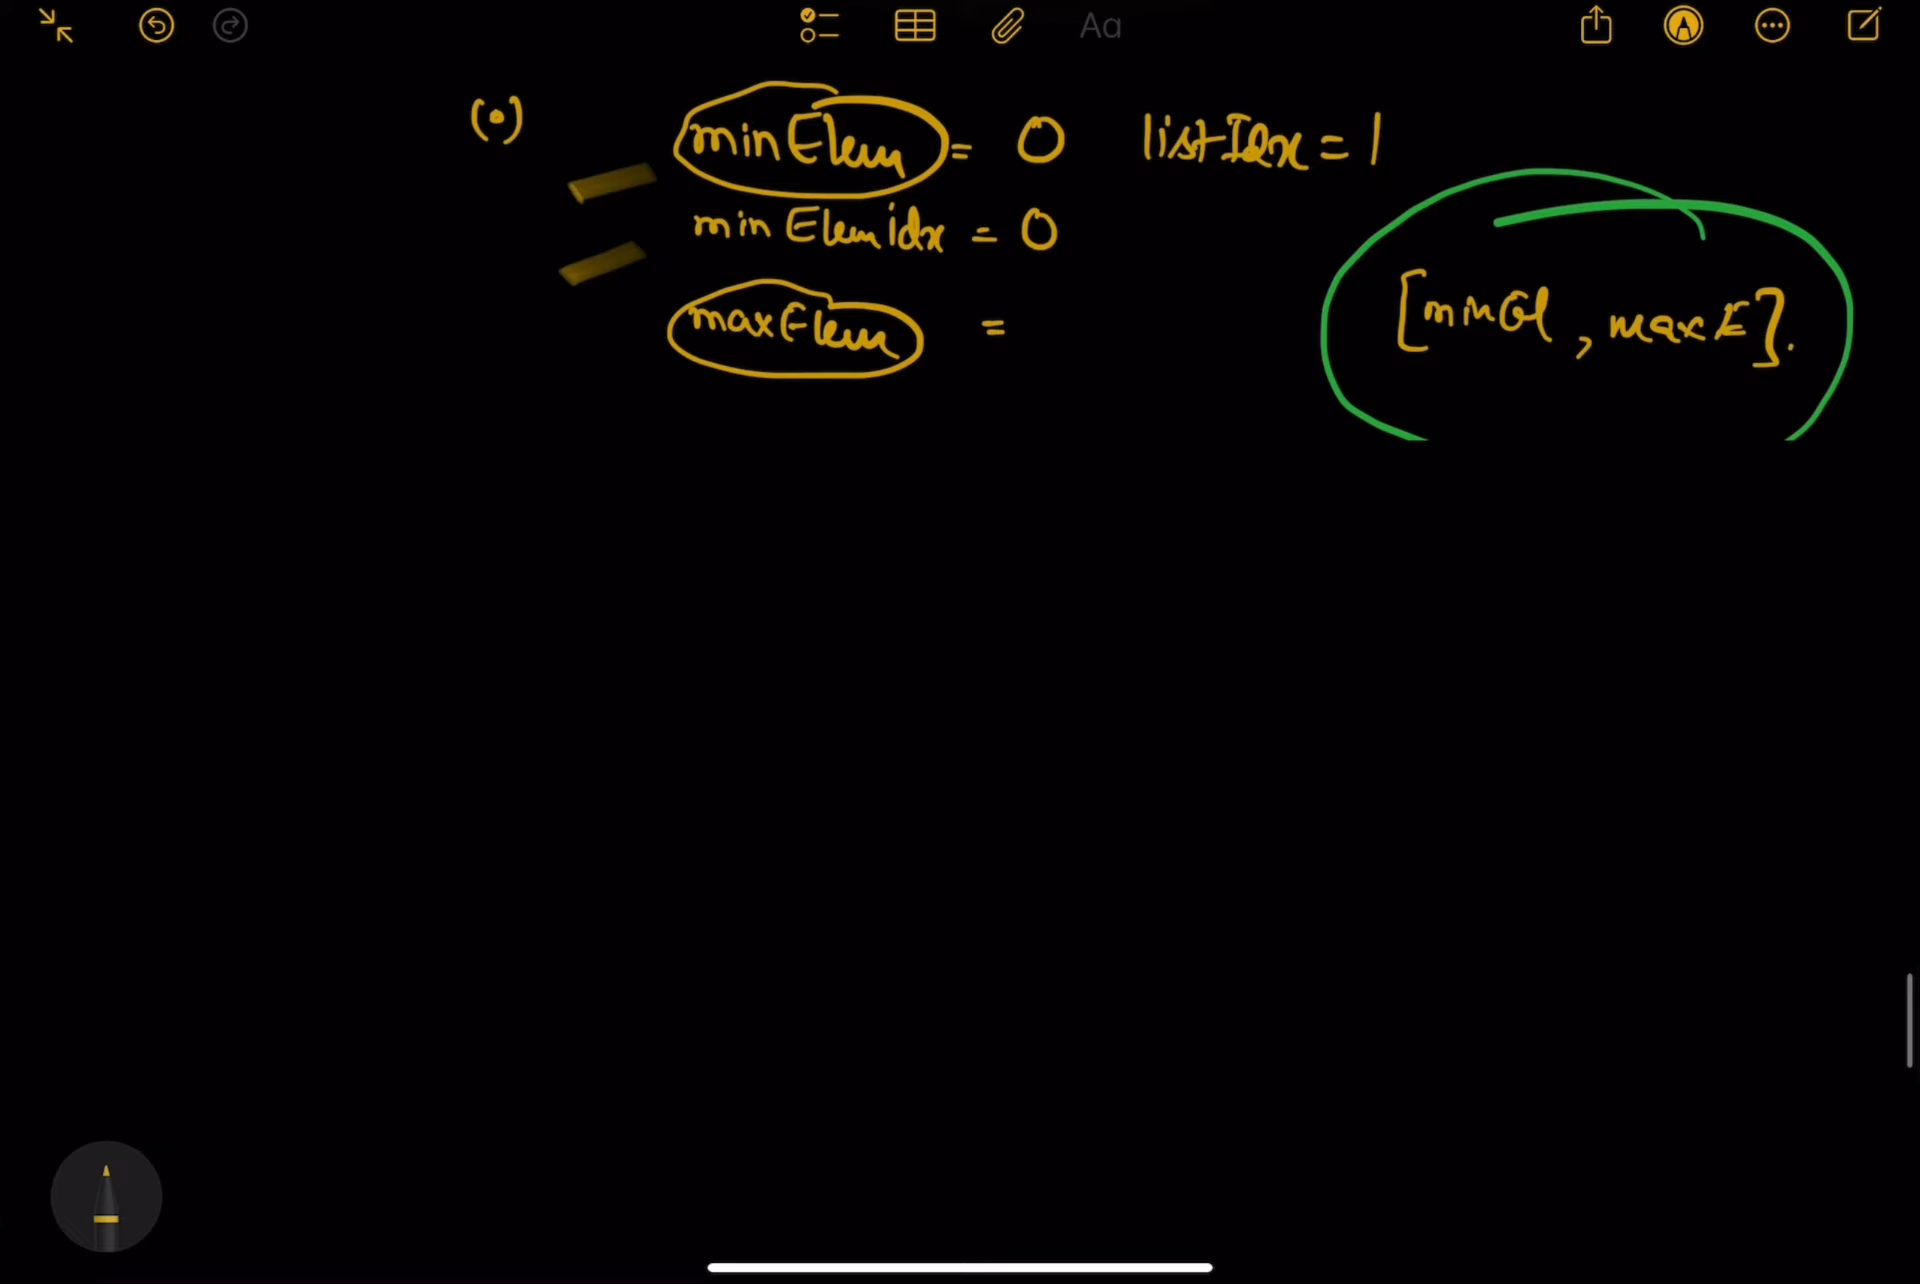 Aa
(•) minElem = 0 listIdx = 1
minElemidx = 0
maxElem =
[minEl, maxE].